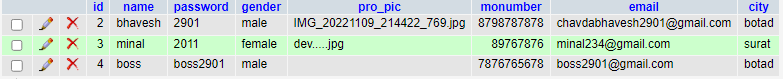 id name password gender pro_pic monumber email city
2 bhavesh 2901 male IMG_20221109_214422_769.jpg 8798787878 chavdabhavesh2901@gmail.com botad
3 minal 2011 female dev.....jpg 89767876 minal234@gmail.com surat
4 boss boss2901 male 7876765678 boss2901@gmail.com botad